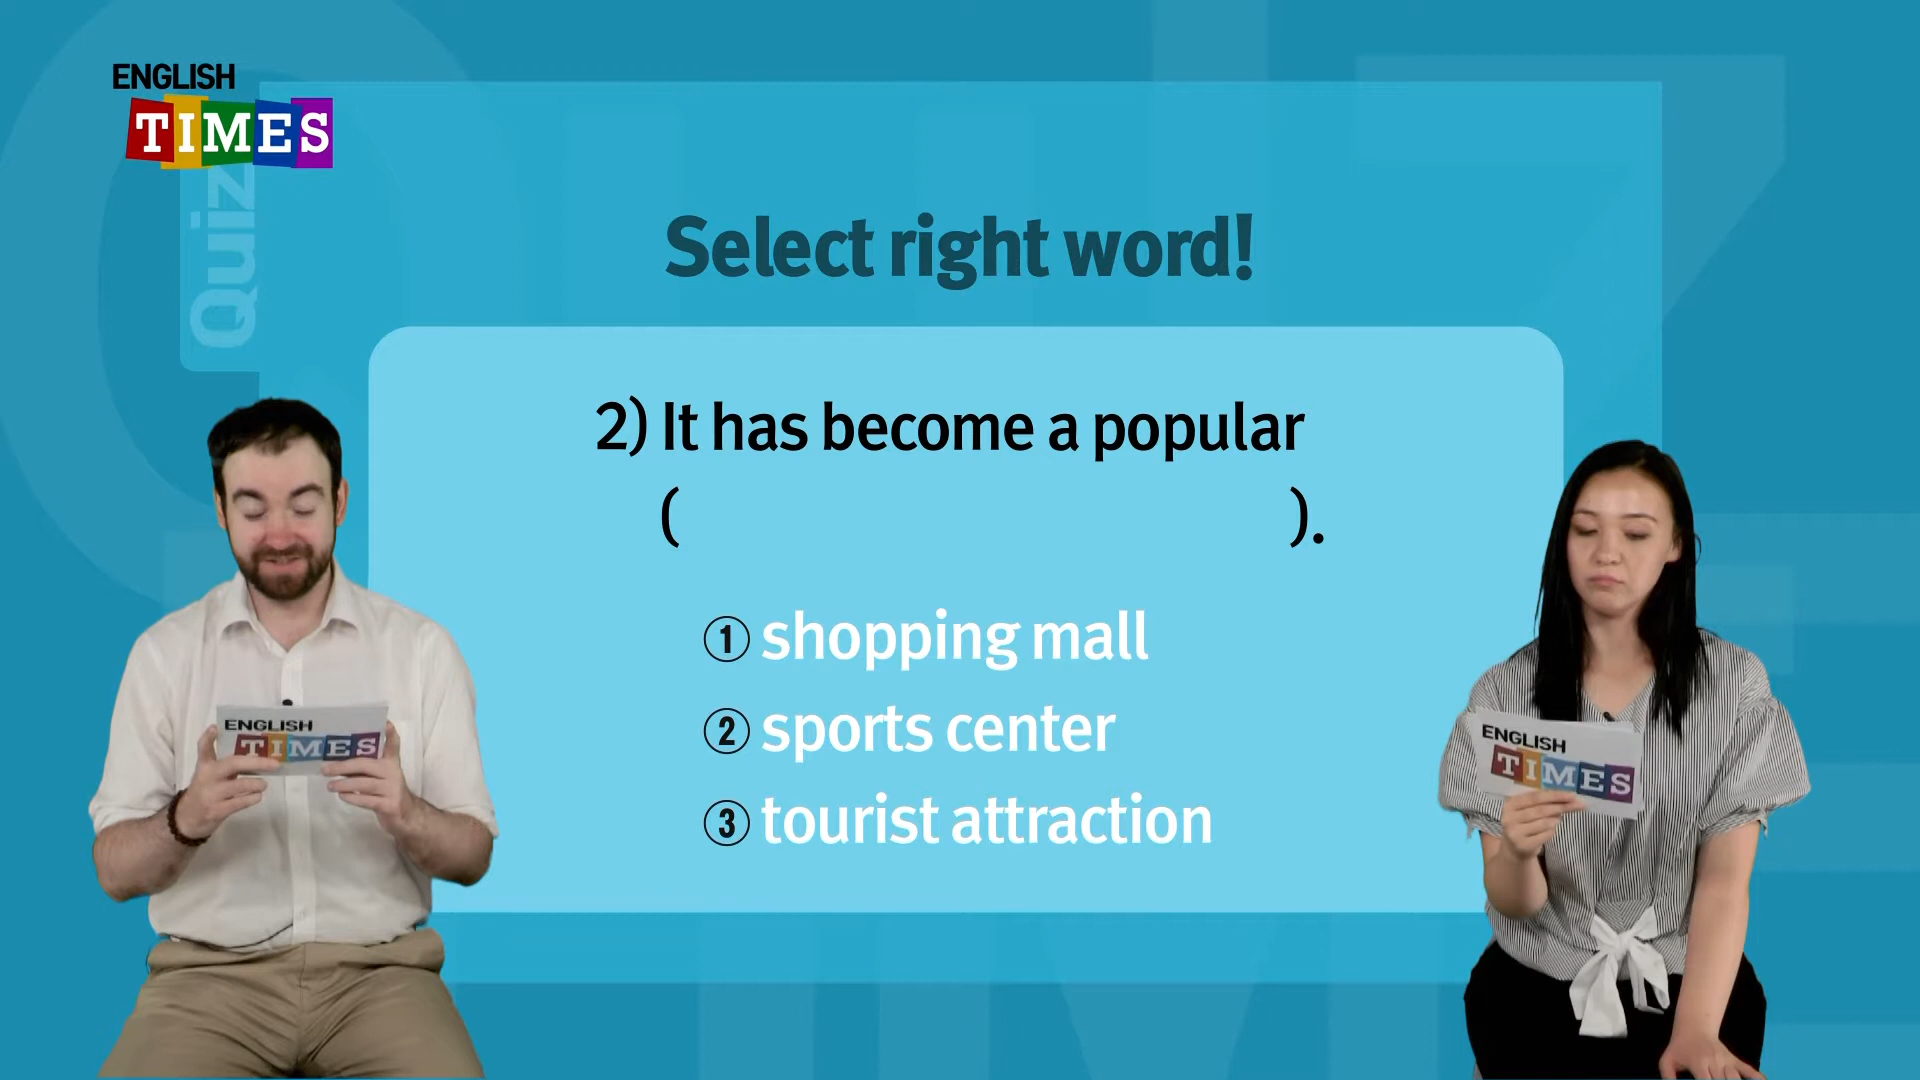 ENGLISH
TIMES
Quiz
Select right word!
2) It has become a popular
( ).
① shopping mall
② sports center
③ tourist attraction
ENGLISH
TIMES
ENGLISH
TIMES